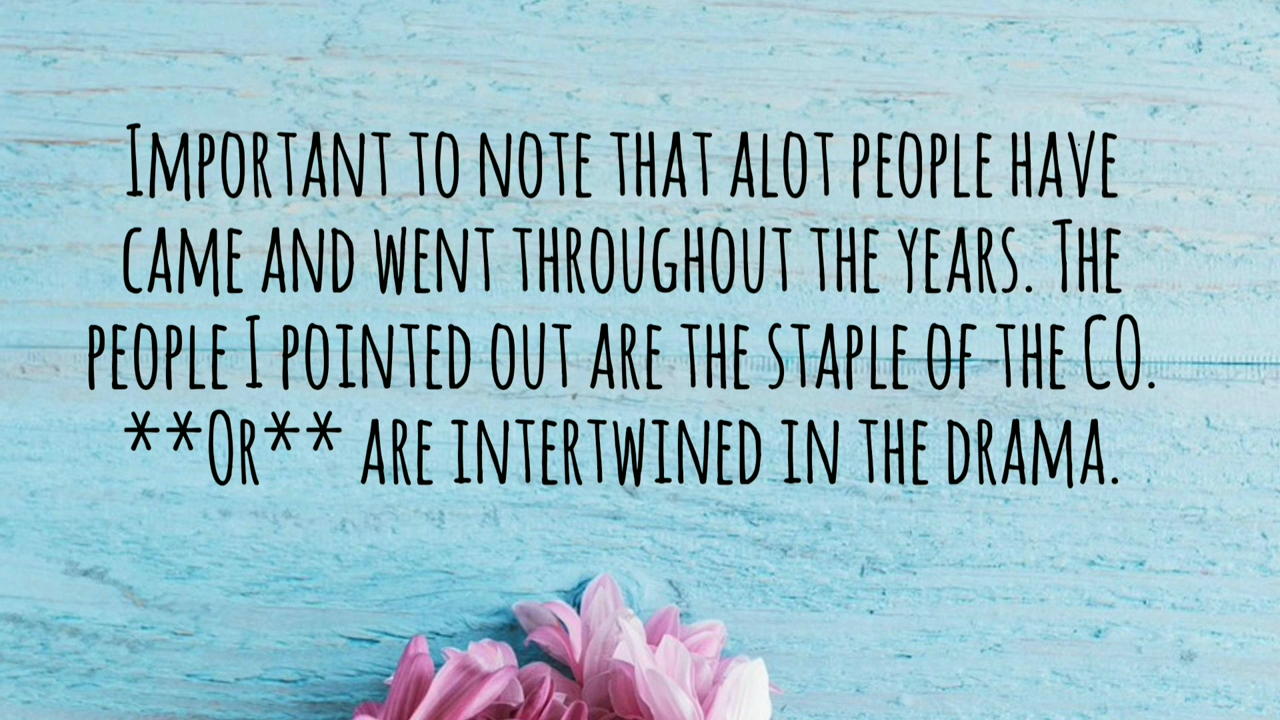 Important to note that alot people have
came and went throughout the years. The
people I pointed out are the staple of the CO.
**Or** are intertwined in the drama.